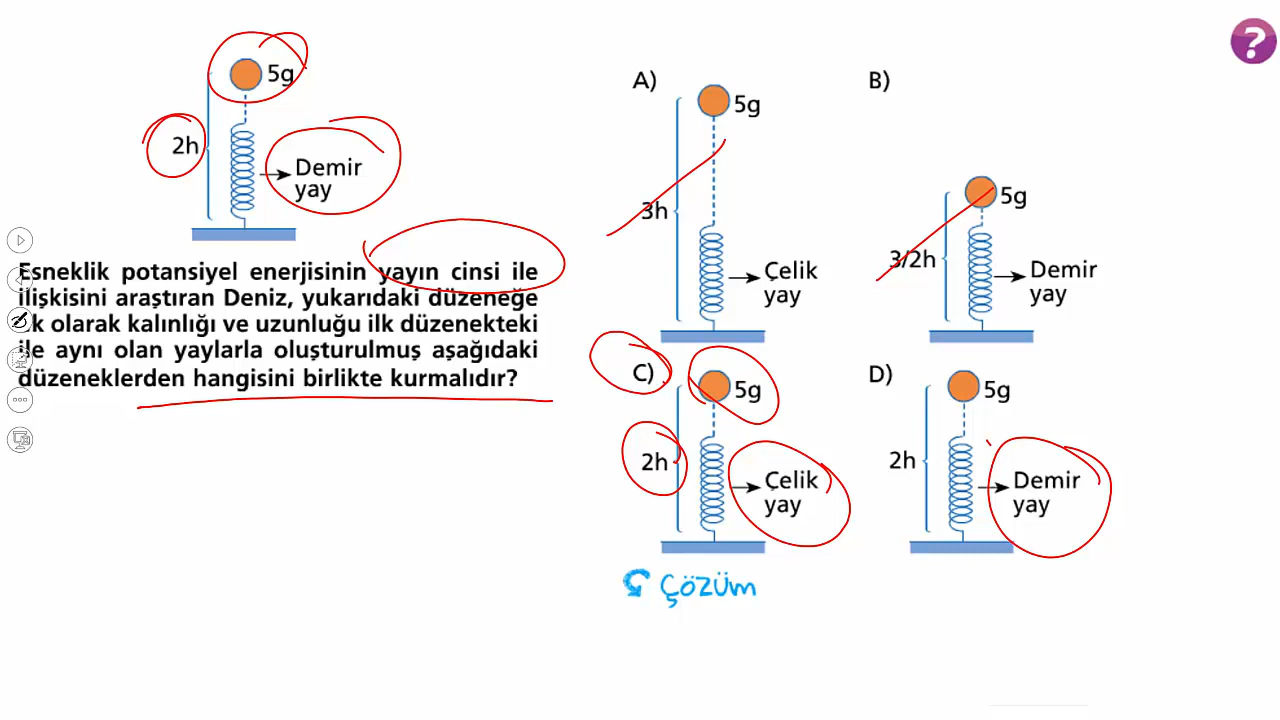 5g
2h
Demir
yay
Esneklik potansiyel enerjisinin yayın cinsi ile
ilişkisini araştıran Deniz, yukarıdaki düzeneğe
ek olarak kalınlığı ve uzunluğu ilk düzenekteki
ile aynı olan yaylarla oluşturulmuş aşağıdaki
düzeneklerden hangisini birlikte kurmalıdır?
A)
5g
3h
Çelik
yay
B)
5g
3/2h
Demir
yay
C)
5g
2h
Çelik
yay
D)
5g
2h
Demir
yay
Çözüm
?